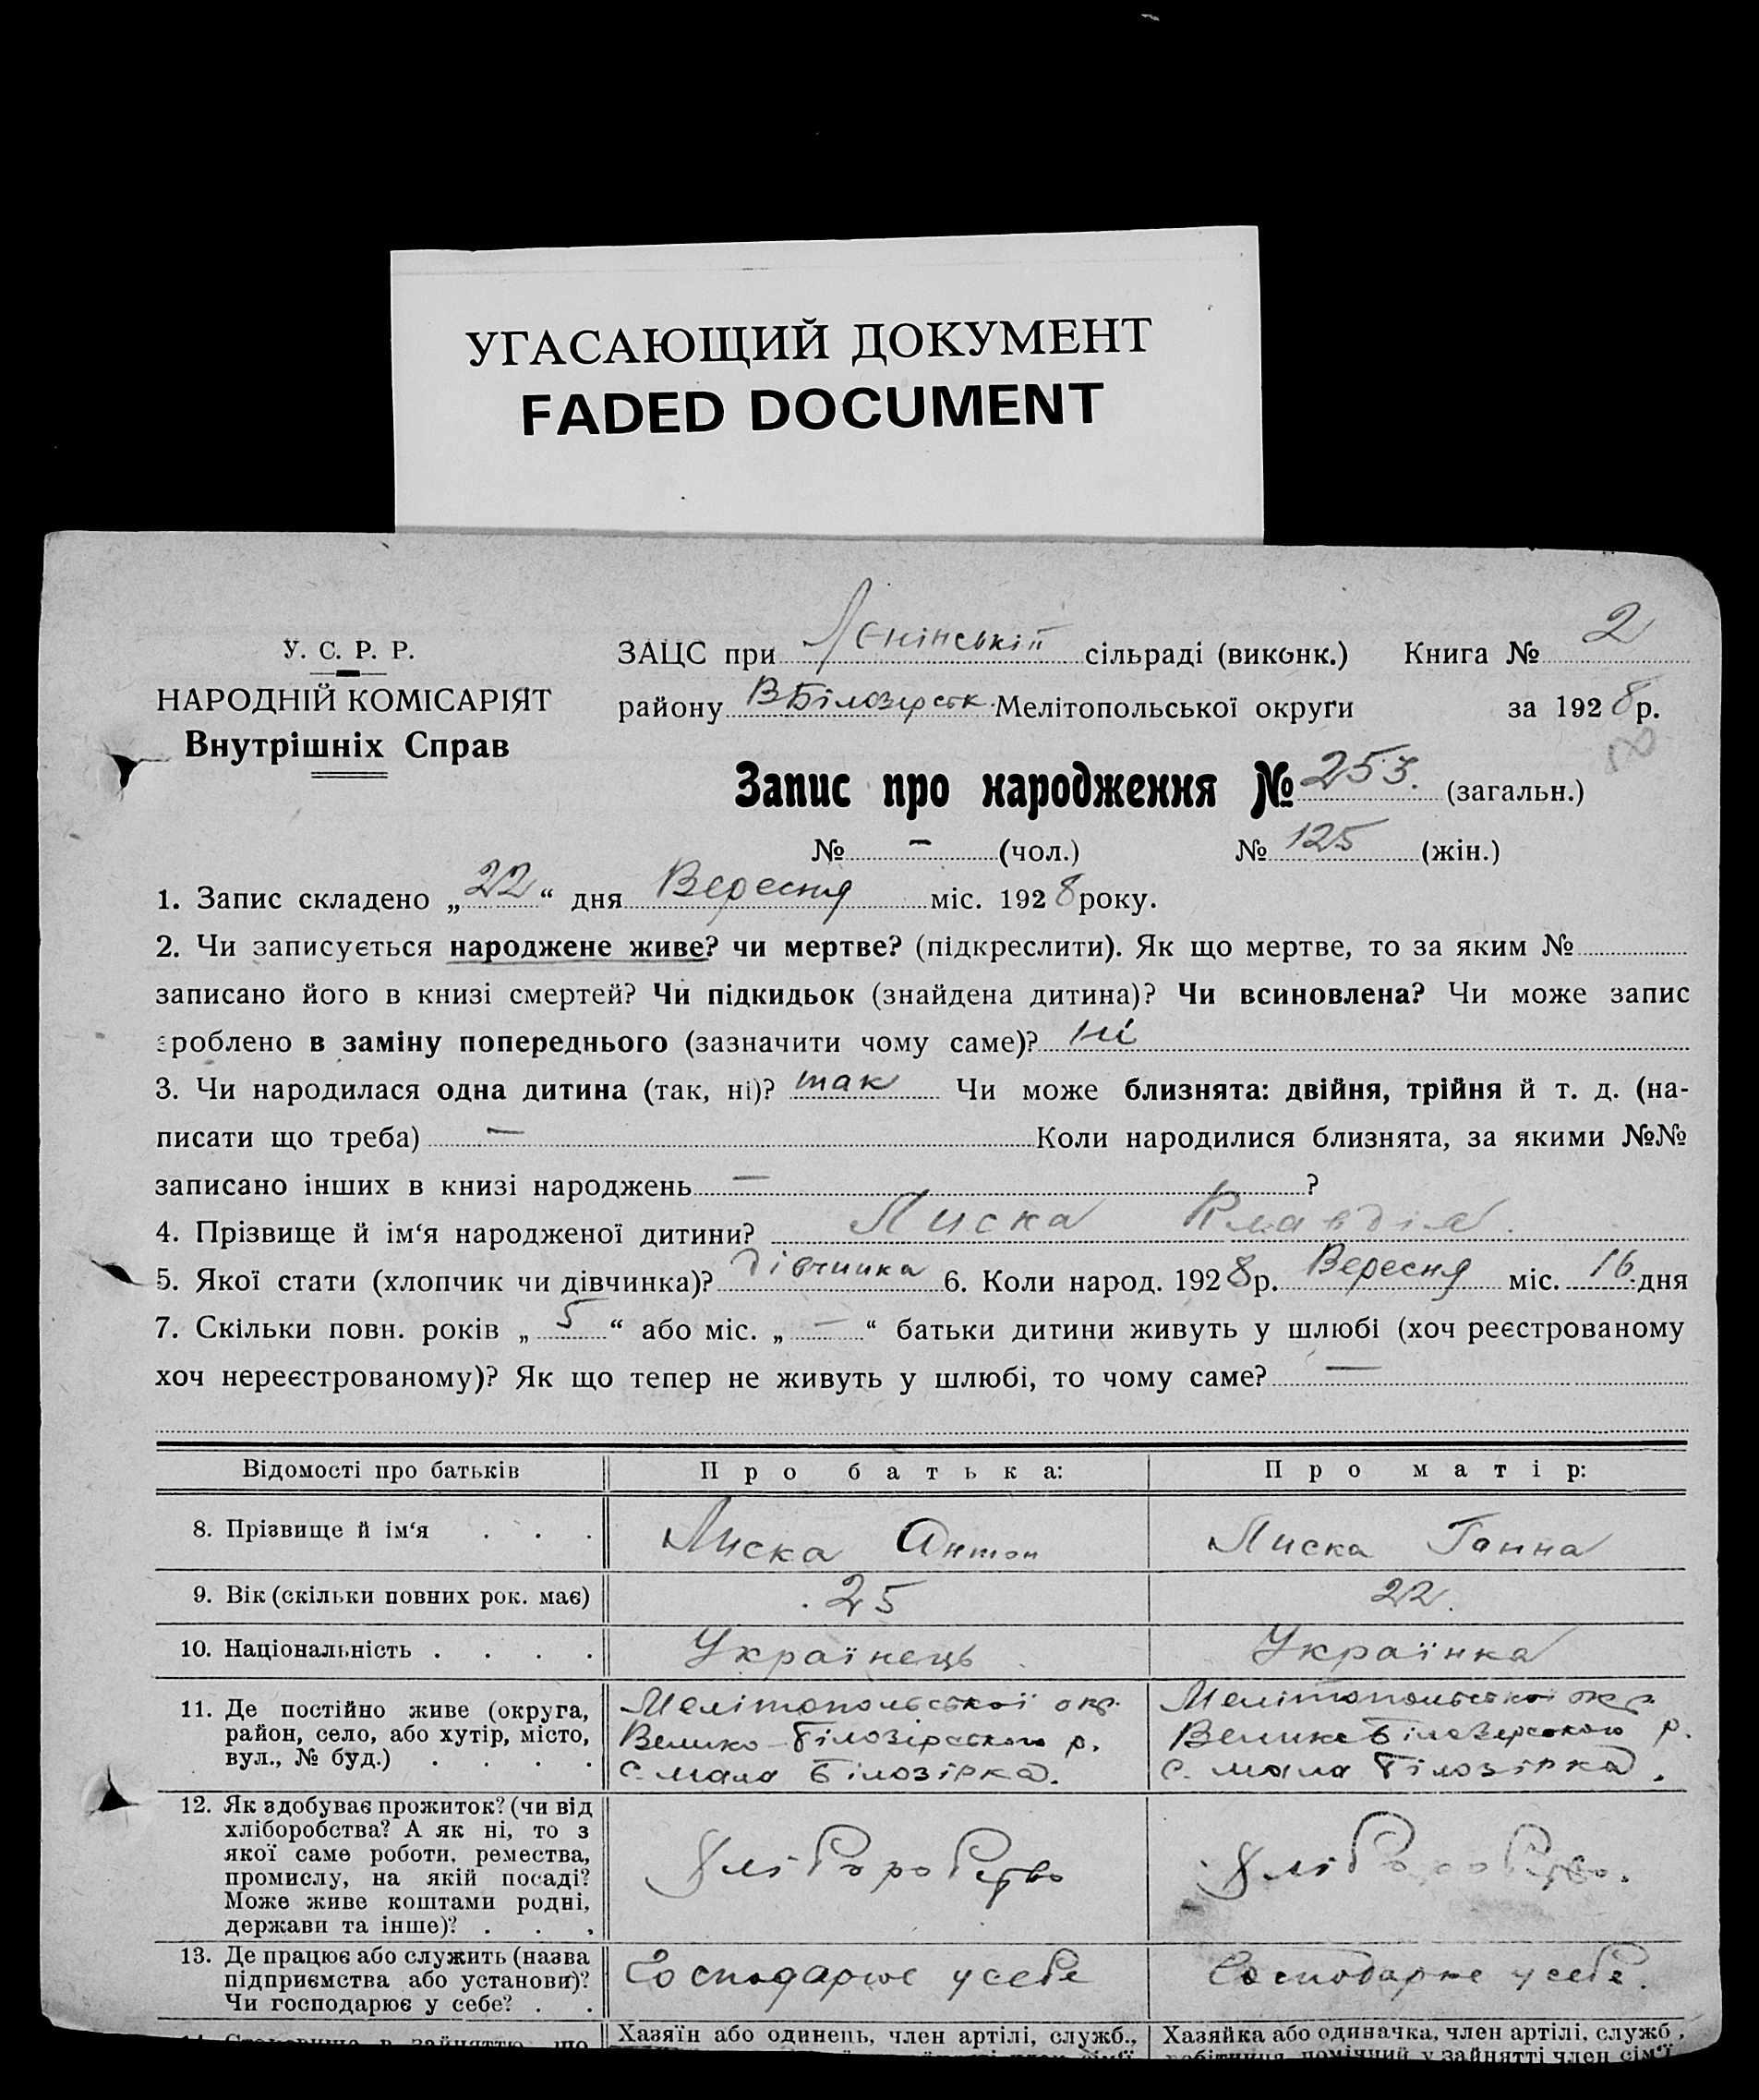 УГАСАЮЩИЙ ДОКУМЕНТ
FADED DOCUMENT
У. С. Р. Р.
НАРОДНІЙ КОМІСАРІЯТ
Внутрішніх Справ
ЗАЦС при Лєнінській сільраді (виконк.) Книга № 2
району ВБілозірськ. Мелітопольської округи за 1928р.
Запис про народження № 253. (загальн.)
№ – (чол.) № 125 (жін.)
1. Запис складено „22“ дня Вересня міс. 1928 року.
2. Чи записується народжене живе? чи мертве? (підкреслити). Як що мертве, то за яким №
записано його в книзі смертей? Чи підкидьок (знайдена дитина)? Чи всиновлена? Чи може запис
зроблено в заміну попереднього (зазначити чому саме)? ні
3. Чи народилася одна дитина (так, ні)? так Чи може близнята: двійня, трійня й т. д. (на-
писати що треба) — Коли народилися близнята, за якими №№
записано інших в книзі народжень — ?
4. Прізвище й ім‘я народженої дитини? Лиска Клавдія.
5. Якої стати (хлопчик чи дівчинка)? дівчинка 6. Коли народ. 1928р. Вересня міс. 16 дня
7. Скільки повн. років „5“ або міс. „—“ батьки дитини живуть у шлюбі (хоч реєстрованому
хоч нереєстрованому)? Як що тепер не живуть у шлюбі, то чому саме? —
Відомості про батьків
Про батька:
Про матір:
8. Прізвище й ім‘я . . .
Лиска Антон
Лиска Ганна
9. Вік (скільки повних рок. має)
25
22.
10. Національність . . . .
Українець
Українка
11. Де постійно живе (округа,
район, село, або хутір, місто,
вул., № буд.) . . . .
Мелітопольської окр.
Велико-Білозірського р.
с. мала Білозірка.
Мелітопольської окр
Велико Білозерського р.
с. мала Білозірка.
12. Як здобуває прожиток? (чи від
хліборобства? А як ні, то з
якої саме роботи, ремества,
промислу, на якій посаді?
Може живе коштами родні,
держави та інше)? . . .
Хліборобство
Хліборобство.
13. Де працює або служить (назва
підприємства або установи)?
Чи господарює у себе? . .
Господарює у себе
Господарює у себе.
Хазяїн або одинець, член артілі, служб.,
Хазяйка або одиначка, член артілі, служб.,
робітниця, помічний у зайнятті член сім‘ї